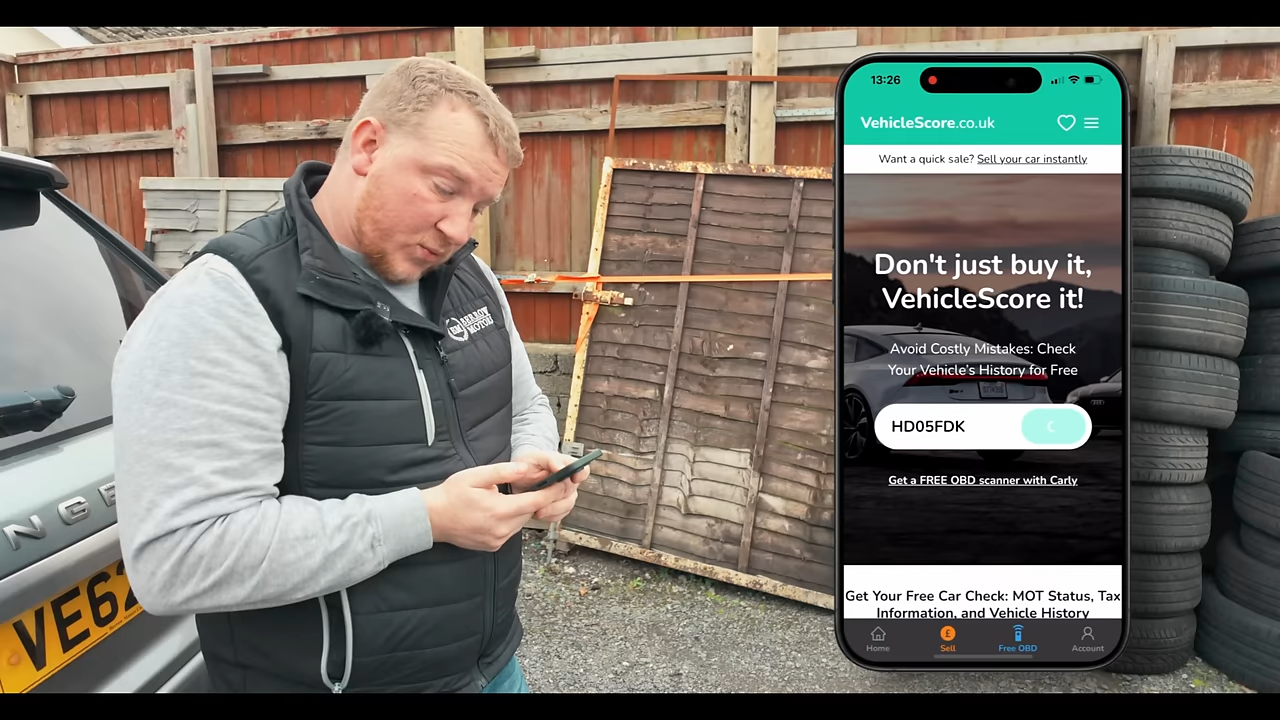 BERROW
MOTORS
NGE
VE62
13:26
VehicleScore.co.uk
Want a quick sale? Sell your car instantly
Don't just buy it,
VehicleScore it!
Avoid Costly Mistakes: Check
Your Vehicle's History for Free
HD05FDK
Get a FREE OBD scanner with Carly
Get Your Free Car Check: MOT Status, Tax
Information, and Vehicle History
Home
Sell
Free OBD
Account